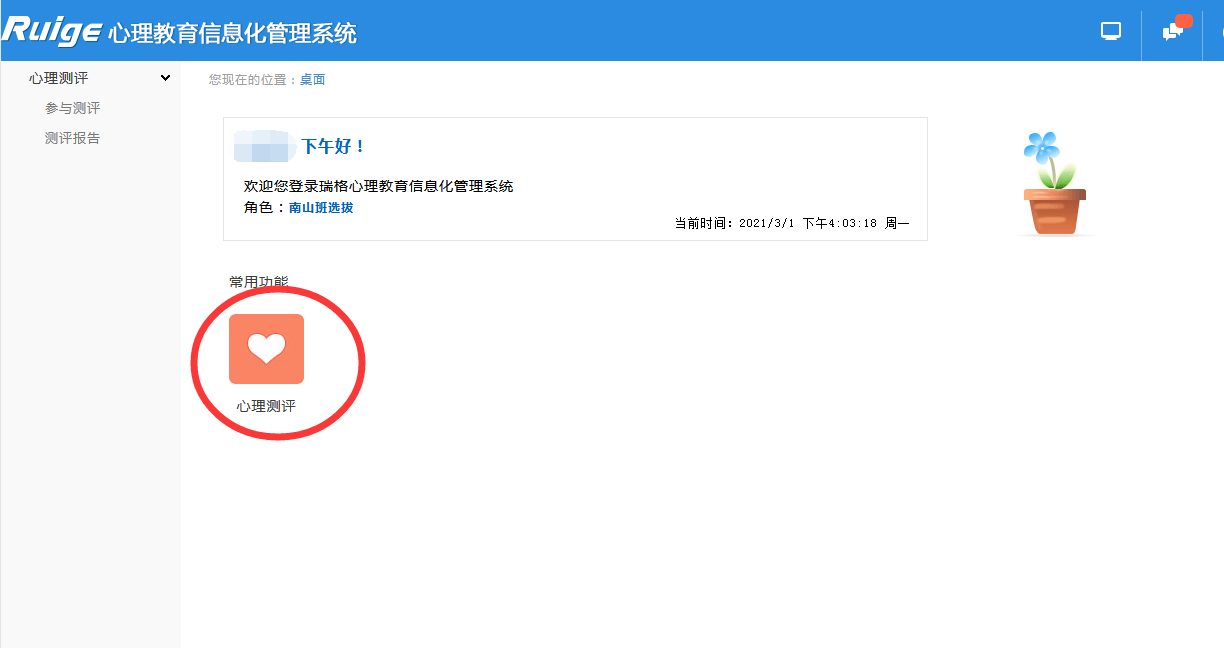 Ruige 心理教育信息化管理系统
心理测评
参与测评
测评报告
您现在的位置：桌面
下午好！
欢迎您登录瑞格心理教育信息化管理系统
角色：南山班选拔
当前时间: 2021/3/1 下午4:03:18 周一
常用功能
心理测评